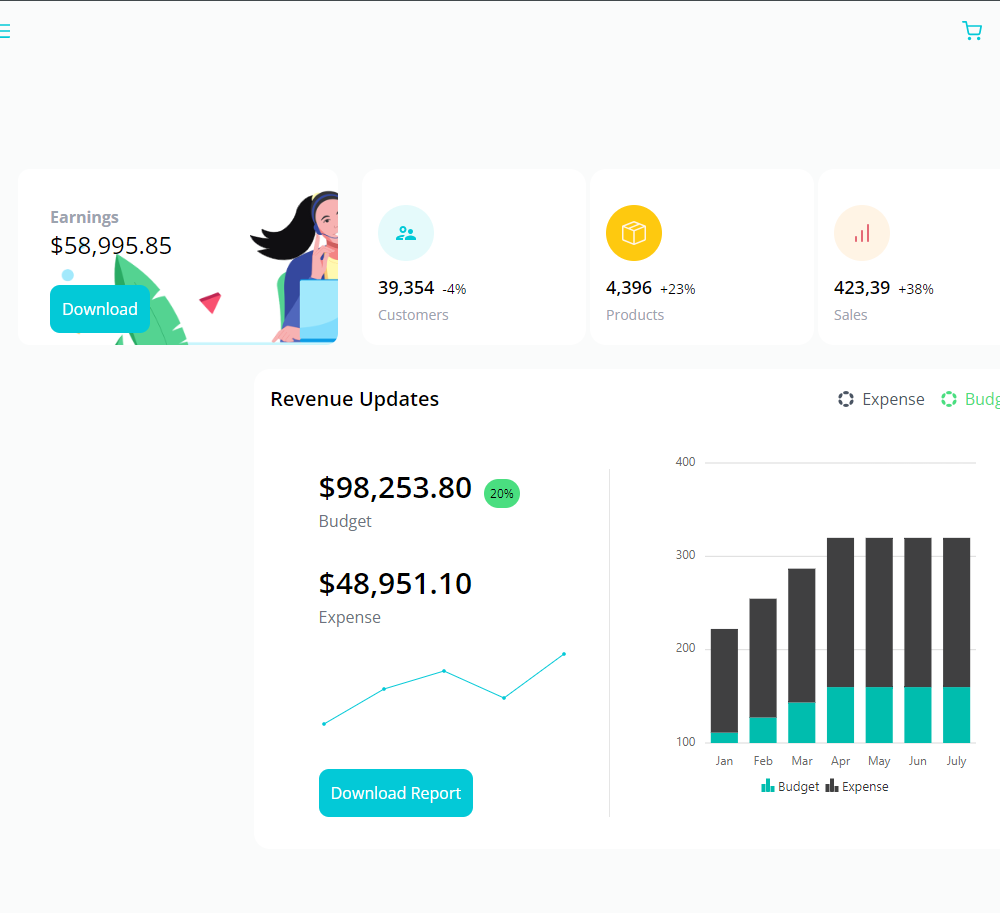 Earnings
$58,995.85
Download
39,354 -4%
Customers
4,396 +23%
Products
423,39 +38%
Sales
Revenue Updates
Expense
Budg
$98,253.80 20%
Budget
$48,951.10
Expense
Download Report
400
300
200
100
Jan Feb Mar Apr May Jun July
Budget Expense